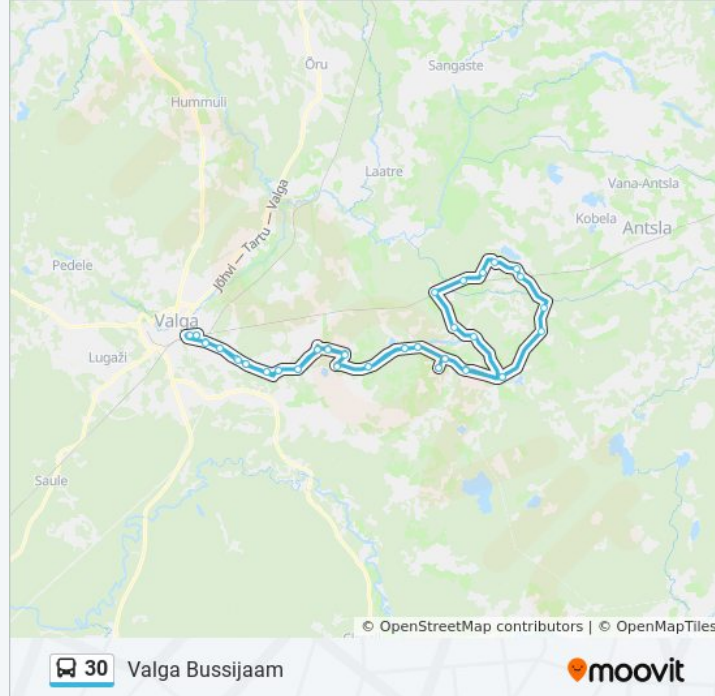 Õru
Sangaste
Hummuli
Laatre
Vana-Antsla
Kobela
Antsla
Jõhvi — Tartu — Valga
Pedele
Valga
Lugaži
Saule
© OpenStreetMap contributors | © OpenMapTiles
30 Valga Bussijaam
moovit